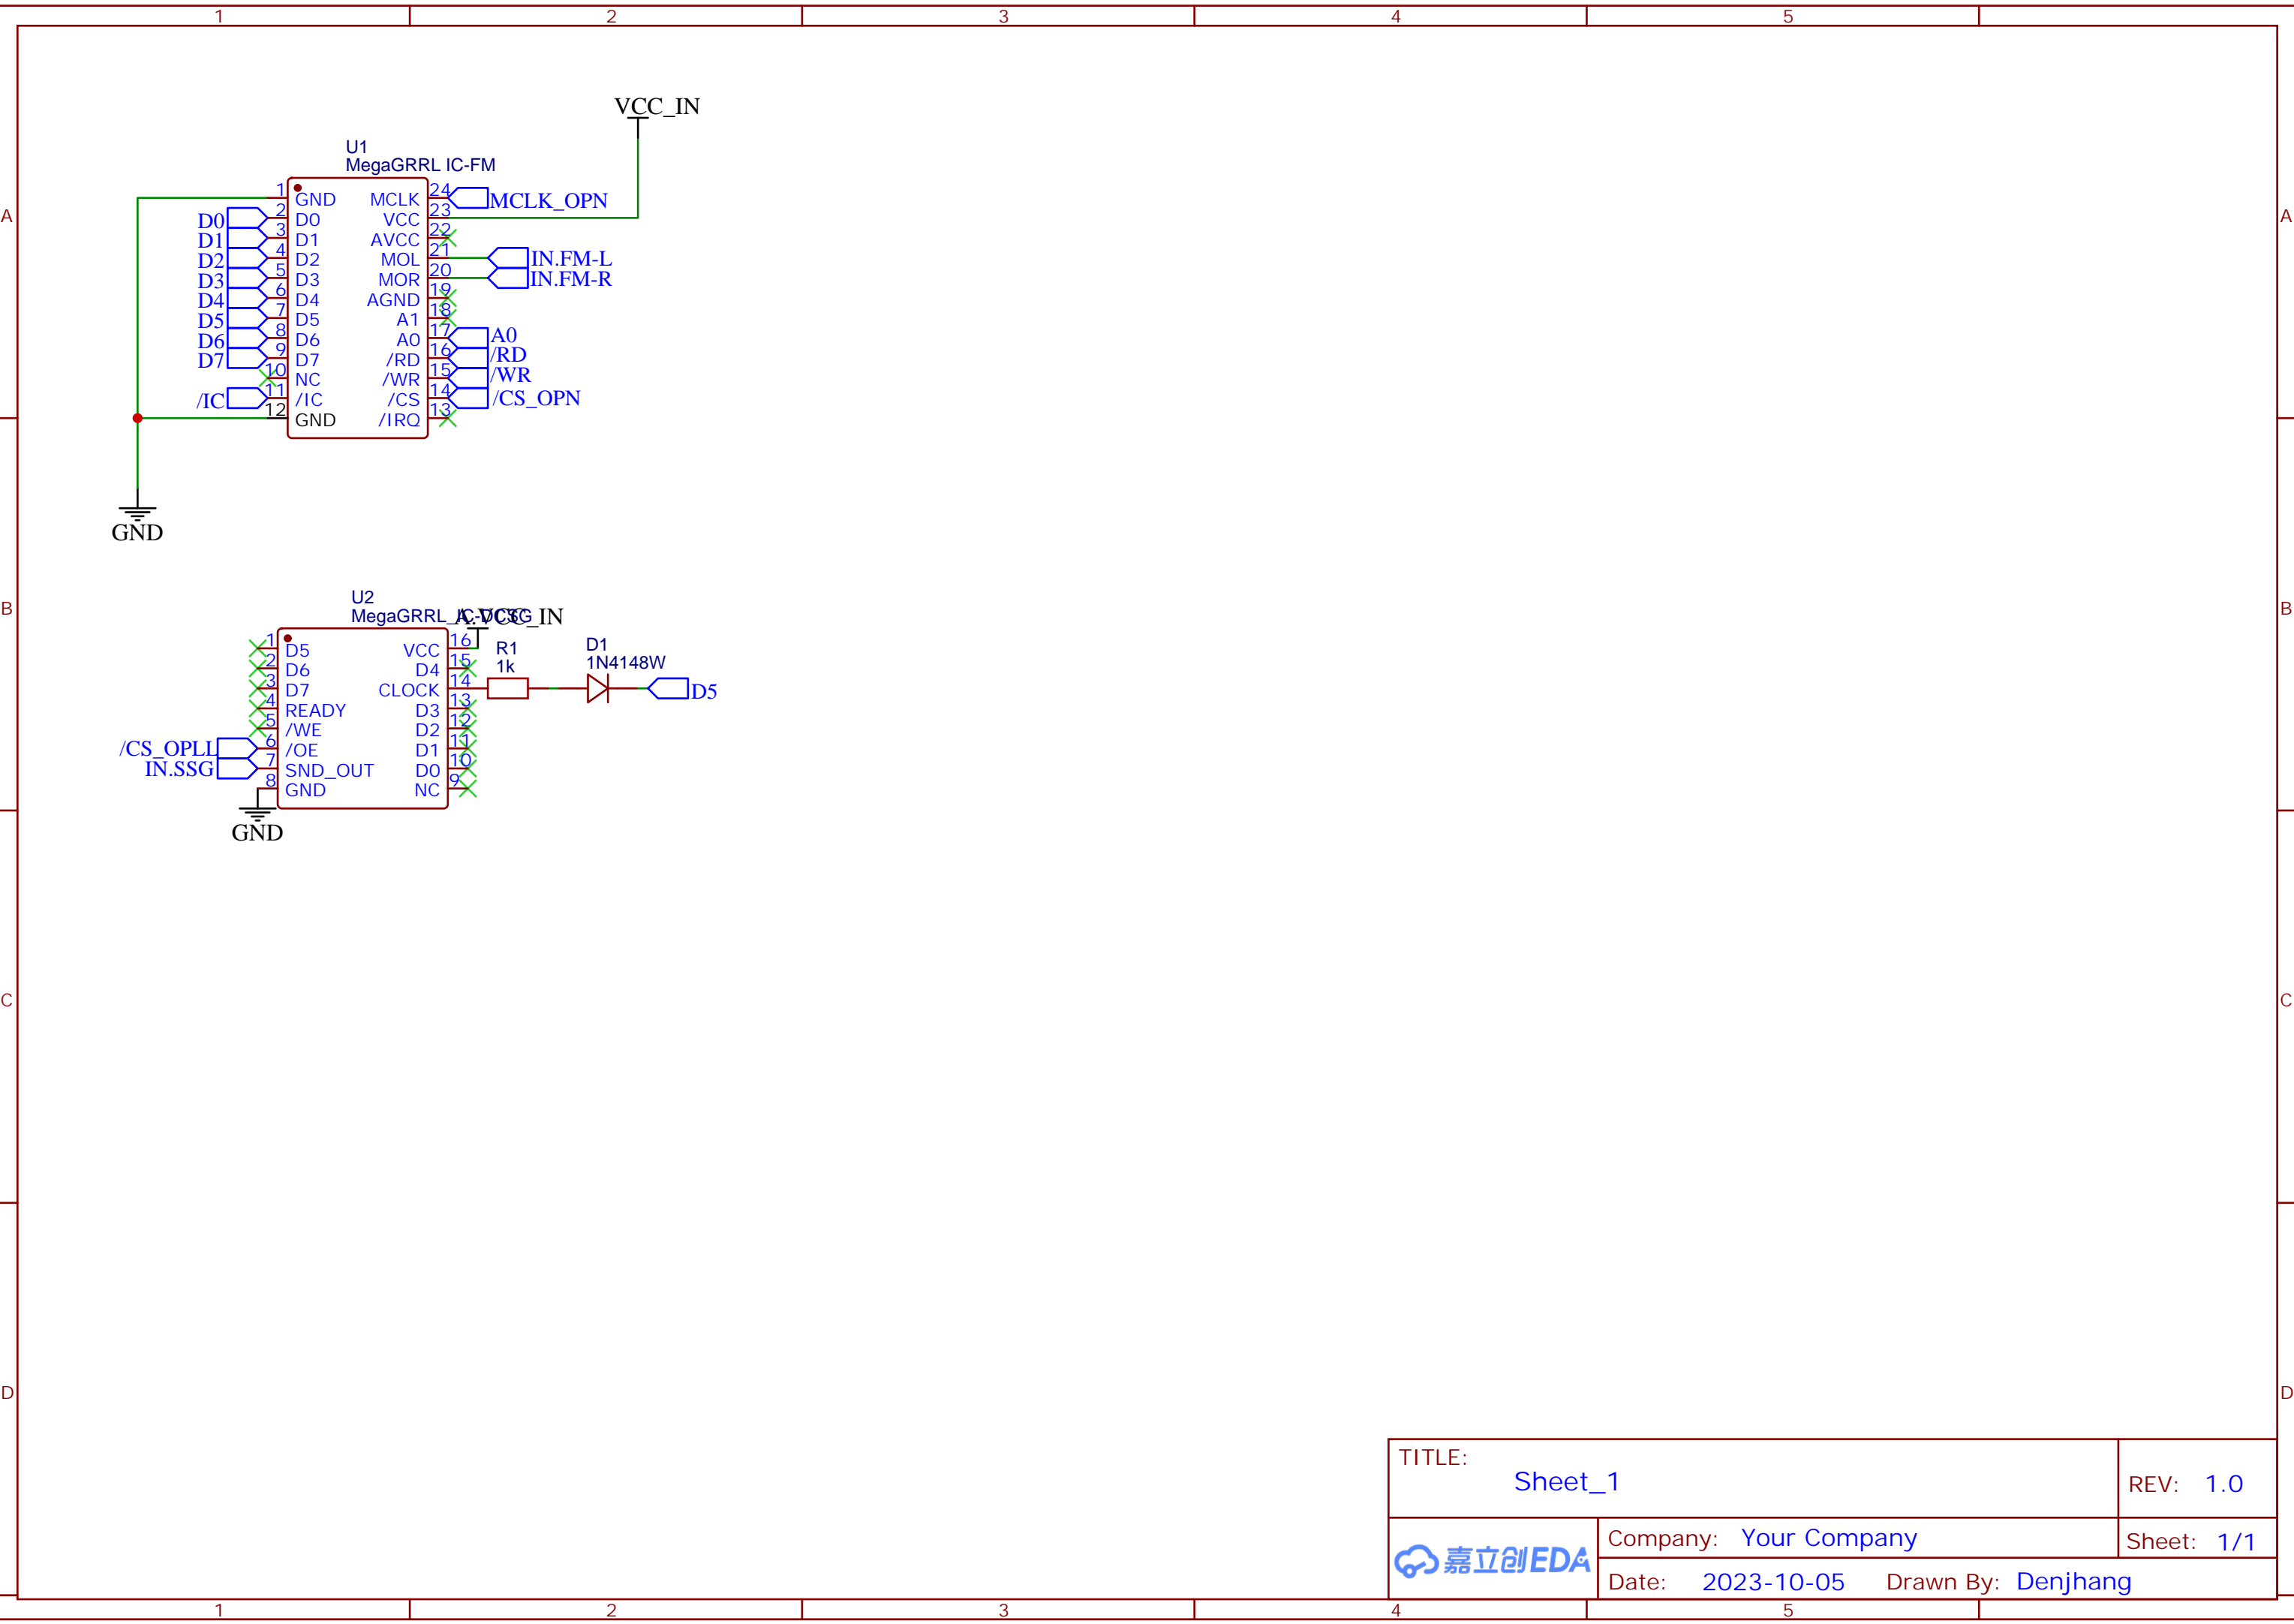 1 2 3 4 5
A A
B B
C C
D D
VCC_IN
U1
MegaGRRL IC-FM
1 GND MCLK 24 MCLK_OPN
D0 2 D0 VCC 23
D1 3 D1 AVCC 22
D2 4 D2 MOL 21 IN.FM-L
D3 5 D3 MOR 20 IN.FM-R
D4 6 D4 AGND 19
D5 7 D5 A1 18
D6 8 D6 A0 17 A0
D7 9 D7 /RD 16 /RD
10 NC /WR 15 /WR
/IC 11 /IC /CS 14 /CS_OPN
12 GND /IRQ 13
GND
U2
MegaGRRL_IC-DCSG
A.VCC_IN
R1
1k
D1
1N4148W
1 D5 VCC 16
2 D6 D4 15
3 D7 CLOCK 14 D5
4 READY D3 13
5 /WE D2 12
/CS_OPLL 6 /OE D1 11
IN.SSG 7 SND_OUT D0 10
8 GND NC 9
GND
TITLE:
Sheet_1
REV: 1.0
嘉立创EDA
Company: Your Company
Sheet: 1/1
Date: 2023-10-05 Drawn By: Denjhang
1 2 3 4 5